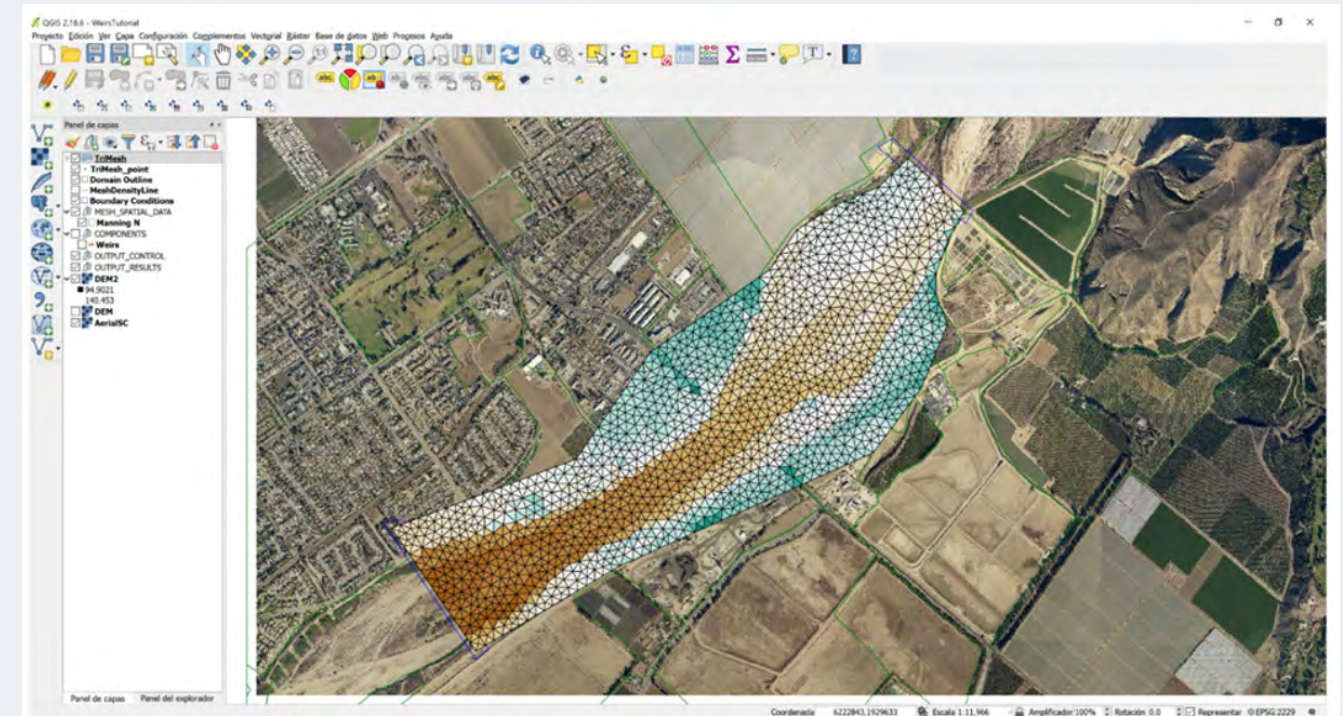 QGIS 2.18.6 - WeirsTutorial
Proyecto Edición Ver Capa Configuración Complementos Vectorial Ráster Base de datos Web Procesos Ayuda
Panel de capas
TriMesh
TriMesh_point
Domain Outline
MeshDensityLine
Boundary Conditions
MESH_SPATIAL_DATA
Manning N
COMPONENTS
Weirs
OUTPUT_CONTROL
OUTPUT_RESULTS
DEM2
94.9021
140.453
DEM
AerialSC
Panel de capas Panel del explorador
Coordenada 6222843,1929633 Escala 1:11,966 Amplificador 100% Rotación 0.0 Representar EPSG:2229